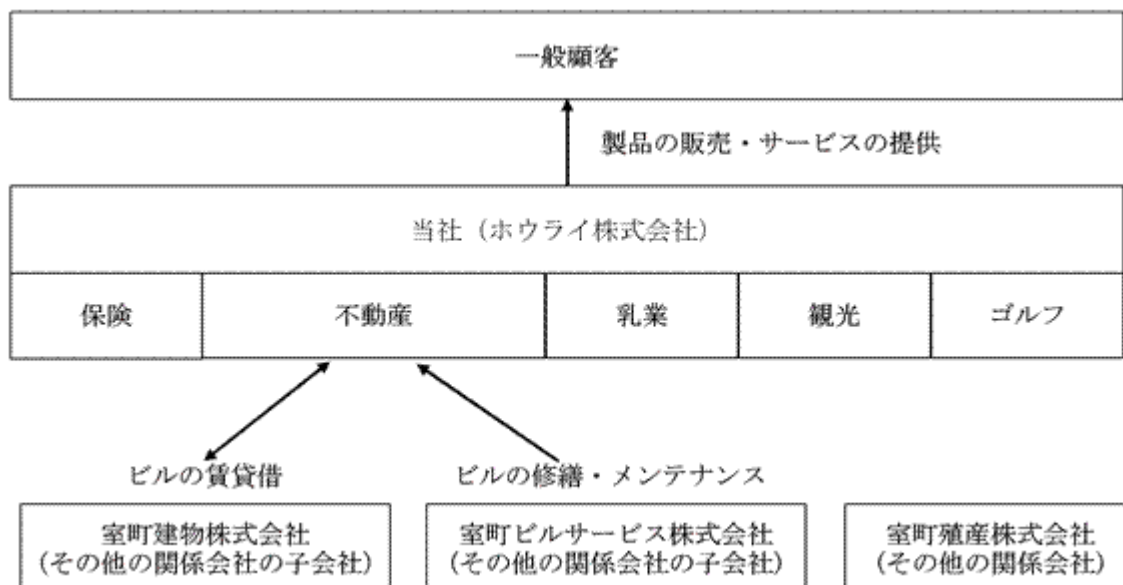 一般顧客
製品の販売・サービスの提供
当社（ホウライ株式会社）
保険
不動産
乳業
観光
ゴルフ
ビルの賃貸借
ビルの修繕・メンテナンス
室町建物株式会社
(その他の関係会社の子会社)
室町ビルサービス株式会社
(その他の関係会社の子会社)
室町殖産株式会社
(その他の関係会社)